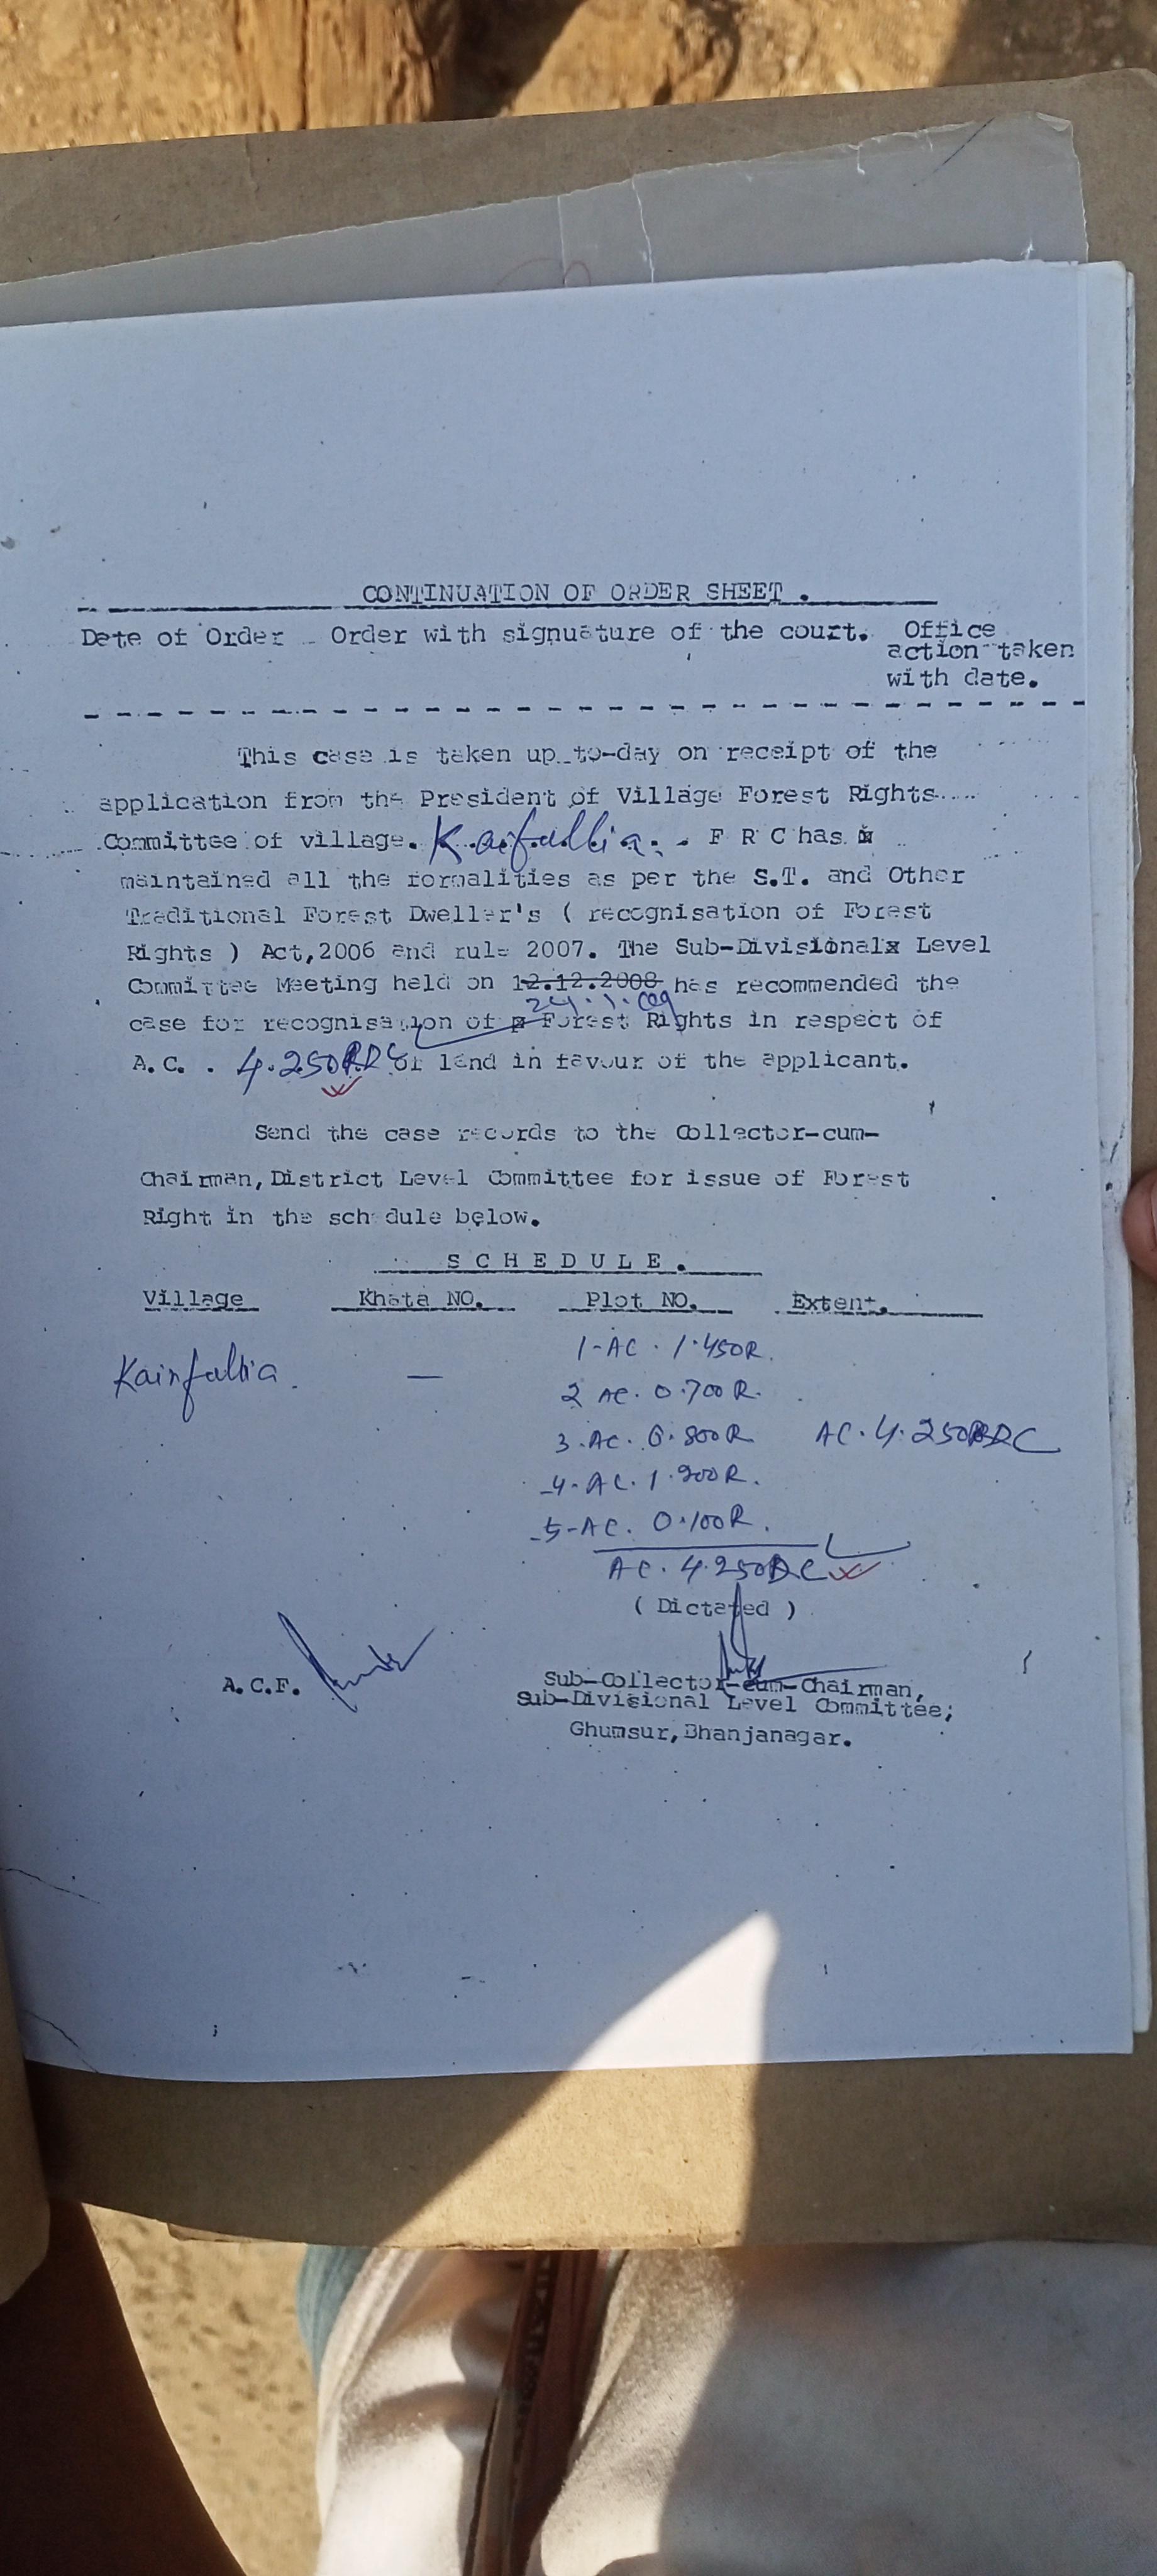 CONTINUATION OF ORDER SHEET .
Date of Order Order with signuature of the court. Office
action taken
with date.
This case is taken up to-day on receipt of the
application from the President of Village Forest Rights
Committee of village. Kainfullia. F R C has
maintained all the formalities as per the S.T. and Other
Traditional Forest Dweller's ( recognisation of Forest
Rights ) Act,2006 and rule 2007. The Sub-Divisionalx Level
Committee Meeting held on 12.12.2008 has recommended the
24.1.09
case for recognisation of Forest Rights in respect of
A.C. . 4.250 of land in favour of the applicant.
Send the case records to the Collector-cum-
Chairman,District Level Committee for issue of Forest
Right in the schedule below.
S C H E D U L E .
Village Khata NO. Plot NO. Extent.
1-AC . 1.450R.
Kainfullia. —
2 AC. 0.700R.
3-AC. 0.800R AC.4.250
4-AC. 1.200R.
5-AC. 0.100R.
AC. 4.250
( Dictated )
A.C.F.
Sub-Collector-cum-Chairman,
Sub-Divisional Level Committee;
Ghumsur,Bhanjanagar.